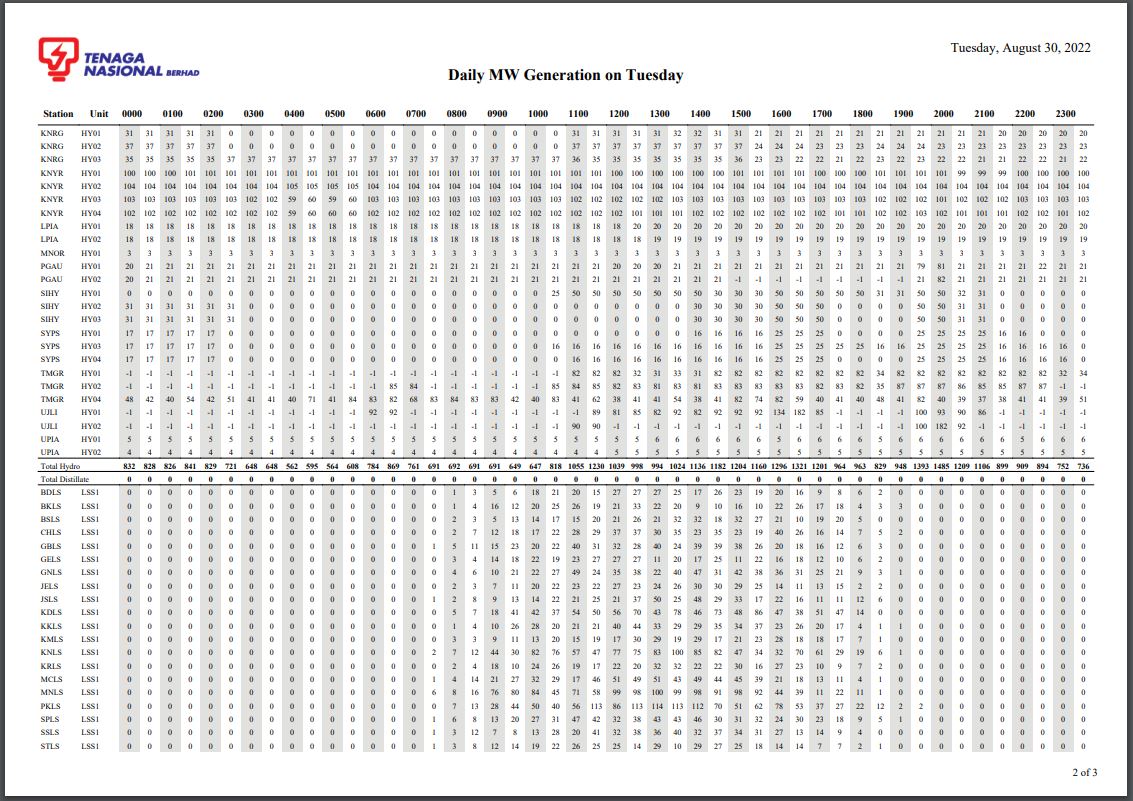 TENAGA
NASIONAL BERHAD
Tuesday, August 30, 2022
Daily MW Generation on Tuesday
Station Unit 0000 0100 0200 0300 0400 0500 0600 0700 0800 0900 1000 1100 1200 1300 1400 1500 1600 1700 1800 1900 2000 2100 2200 2300
KNRG HY01 31 31 31 31 31 0 0 0 0 0 0 0 0 0 0 0 0 0 0 0 0 0 31 31 31 31 31 32 32 31 31 21 21 21 21 21 21 21 21 21 21 21 21 20 20 20 20 20
KNRG HY02 37 37 37 37 37 0 0 0 0 0 0 0 0 0 0 0 0 0 0 0 0 0 37 37 37 37 37 37 37 37 37 24 24 24 23 23 24 24 24 23 23 23 23 23 23 23 23 23
KNRG HY03 35 35 35 35 35 37 37 37 37 37 37 37 37 37 37 37 37 37 37 37 37 37 36 35 35 35 35 35 35 35 36 23 23 22 22 23 22 23 22 22 23 22 21 21 22 22 21 22
KNYR HY01 100 100 100 101 101 101 101 101 101 101 101 101 101 101 101 101 101 101 101 101 101 101 101 101 100 100 100 100 101 100 100 100 100 101 100 100 101 101 101 101 101 99 99 99 100 100 100 100
KNYR HY02 104 104 104 104 104 104 104 104 105 105 105 105 104 104 104 104 104 104 104 104 104 104 104 104 104 104 104 104 104 104 104 104 104 104 104 104 104 104 104 104 104 104 104 104 104 104 104 104
KNYR HY03 103 103 103 103 103 103 102 102 59 60 59 60 103 103 103 103 103 103 103 103 103 103 103 102 102 102 102 103 102 102 102 102 102 102 102 103 102 103 102 102 101 102 102 102 103 103 103 103
KNYR HY04 102 102 102 102 102 102 102 102 59 60 60 60 102 102 102 102 102 102 102 102 102 102 102 102 102 101 101 101 102 102 102 102 102 102 101 101 102 102 102 103 102 101 101 102 102 102 102 102
LPIA HY01 18 18 18 18 18 18 18 18 18 18 18 18 18 18 18 18 18 18 18 18 18 18 18 18 18 20 20 20 20 20 20 20 20 20 20 20 20 20 20 20 20 20 20 20 20 20 20 20
LPIA HY02 18 18 18 18 18 18 18 18 18 18 18 18 18 18 18 18 18 18 18 18 18 18 18 18 18 18 19 19 19 19 19 19 19 19 19 19 19 19 19 19 19 19 19 19 19 19 19 19
MNOR HY01 3 3 3 3 3 3 3 3 3 3 3 3 3 3 3 3 3 3 3 3 3 3 3 3 3 3 3 3 3 3 3 3 3 3 3 3 3 3 3 3 3 3 3 3 3 3 3 3
PGAU HY01 20 21 21 21 21 21 21 21 21 21 21 21 21 21 21 21 21 21 21 21 21 21 21 21 20 20 20 21 21 21 21 21 21 21 21 21 21 21 21 79 81 21 21 21 21 22 21 21
PGAU HY02 20 21 21 21 21 21 21 21 21 21 21 21 21 21 21 21 21 21 21 21 21 21 21 21 21 21 21 21 21 21 -1 -1 -1 -1 -1 -1 -1 -1 -1 21 82 21 21 21 21 21 21 21
SIHY HY01 0 0 0 0 0 0 0 0 0 0 0 0 0 0 0 0 0 0 0 0 0 25 50 50 50 50 50 50 30 30 30 50 50 50 50 50 50 31 31 50 50 32 31 0 0 0 0 0
SIHY HY02 31 31 31 31 31 31 0 0 0 0 0 0 0 0 0 0 0 0 0 0 0 0 0 0 0 0 0 0 30 30 30 50 50 50 50 0 0 0 0 50 50 31 31 0 0 0 0 0
SIHY HY03 31 31 31 31 31 31 0 0 0 0 0 0 0 0 0 0 0 0 0 0 0 0 0 0 0 0 0 0 30 30 30 50 50 50 50 0 0 0 0 50 50 31 31 0 0 0 0 0
SYPS HY01 17 17 17 17 17 0 0 0 0 0 0 0 0 0 0 0 0 0 0 0 0 0 0 0 0 0 0 0 16 16 16 16 25 25 25 0 0 0 0 25 25 25 25 16 16 0 0 0
SYPS HY03 17 17 17 17 17 0 0 0 0 0 0 0 0 0 0 0 0 0 0 0 0 16 16 16 16 16 16 16 16 16 16 16 25 25 25 25 25 16 16 25 25 25 25 16 16 16 16 0
SYPS HY04 17 17 17 17 17 0 0 0 0 0 0 0 0 0 0 0 0 0 0 0 0 0 16 16 16 16 16 16 16 16 16 16 25 25 25 0 0 0 0 25 25 25 25 16 16 16 16 0
TMGR HY01 -1 -1 -1 -1 -1 -1 -1 -1 -1 -1 -1 -1 -1 -1 -1 -1 -1 -1 -1 -1 -1 -1 82 82 82 32 31 33 31 82 82 82 82 82 82 82 82 34 82 82 82 82 82 82 82 82 32 34
TMGR HY02 -1 -1 -1 -1 -1 -1 -1 -1 -1 -1 -1 -1 -1 85 84 -1 -1 -1 -1 -1 -1 85 84 85 82 83 81 83 81 83 83 83 83 83 82 83 82 35 87 87 87 86 85 85 87 87 -1 -1
TMGR HY04 48 42 40 54 42 51 41 41 40 71 41 84 83 82 68 83 84 83 83 42 40 83 41 62 38 41 41 54 38 41 82 74 82 59 40 41 40 48 41 82 40 39 37 38 41 41 39 51
UJLI HY01 -1 -1 -1 -1 -1 -1 -1 -1 -1 -1 -1 -1 92 92 -1 -1 -1 -1 -1 -1 -1 -1 -1 89 81 85 82 92 82 92 92 92 134 182 85 -1 -1 -1 -1 100 93 90 86 -1 -1 -1 -1 -1
UJLI HY02 -1 -1 -1 -1 -1 -1 -1 -1 -1 -1 -1 -1 -1 -1 -1 -1 -1 -1 -1 -1 -1 -1 90 90 -1 -1 -1 -1 -1 -1 -1 -1 -1 -1 -1 -1 -1 -1 -1 100 182 92 -1 -1 -1 -1 -1 -1
UPIA HY01 5 5 5 5 5 5 5 5 5 5 5 5 5 5 5 5 5 5 5 5 5 5 5 5 5 6 6 6 6 6 6 5 6 6 6 6 6 6 6 6 6 6 6 6 6 6 6 6
UPIA HY02 4 4 4 4 4 4 4 4 4 4 4 4 4 4 4 4 4 4 4 4 4 4 4 4 5 5 5 5 5 5 5 5 5 5 5 5 5 5 5 5 5 5 5 5 5 5 5 5
Total Hydro 832 828 826 841 829 721 648 648 562 595 564 608 784 869 761 691 692 691 691 649 647 818 1055 1230 1039 998 994 1024 1136 1182 1204 1160 1296 1321 1201 964 963 829 948 1393 1485 1209 1106 899 909 894 752 736
Total Distillate 0 0 0 0 0 0 0 0 0 0 0 0 0 0 0 0 0 0 0 0 0 0 0 0 0 0 0 0 0 0 0 0 0 0 0 0 0 0 0 0 0 0 0 0 0 0 0 0
BDLS LSS1 0 0 0 0 0 0 0 0 0 0 0 0 0 0 0 0 1 3 5 6 18 21 20 15 27 27 27 25 17 26 23 19 20 16 9 8 6 2 0 0 0 0 0 0 0 0 0 0
BKLS LSS1 0 0 0 0 0 0 0 0 0 0 0 0 0 0 0 0 1 4 16 12 20 25 26 19 21 33 22 20 9 10 16 10 22 26 17 18 4 3 3 0 0 0 0 0 0 0 0 0
BSLS LSS1 0 0 0 0 0 0 0 0 0 0 0 0 0 0 0 0 2 3 5 13 14 17 15 20 21 26 21 32 32 18 32 27 21 10 19 20 5 0 0 0 0 0 0 0 0 0 0 0
CHLS LSS1 0 0 0 0 0 0 0 0 0 0 0 0 0 0 0 0 2 7 12 18 17 22 28 29 37 37 30 35 23 35 23 19 40 26 16 14 7 5 2 0 0 0 0 0 0 0 0 0
GBLS LSS1 0 0 0 0 0 0 0 0 0 0 0 0 0 0 0 1 5 11 15 23 20 22 40 31 32 28 40 24 39 39 38 26 20 18 16 12 6 3 0 0 0 0 0 0 0 0 0 0
GELS LSS1 0 0 0 0 0 0 0 0 0 0 0 0 0 0 0 0 3 4 14 18 22 19 23 27 27 27 11 20 17 25 11 22 16 18 12 10 6 2 0 0 0 0 0 0 0 0 0 0
GNLS LSS1 0 0 0 0 0 0 0 0 0 0 0 0 0 0 0 0 4 6 10 21 22 27 49 24 35 38 22 40 47 31 42 38 36 31 25 21 9 3 1 0 0 0 0 0 0 0 0 0
JELS LSS1 0 0 0 0 0 0 0 0 0 0 0 0 0 0 0 0 2 3 7 11 20 22 23 22 27 23 24 26 30 30 29 25 14 11 13 15 2 2 0 0 0 0 0 0 0 0 0 0
JSLS LSS1 0 0 0 0 0 0 0 0 0 0 0 0 0 0 0 1 2 8 9 13 14 22 21 25 21 37 50 25 48 29 33 17 22 16 11 11 12 6 0 0 0 0 0 0 0 0 0 0
KDLS LSS1 0 0 0 0 0 0 0 0 0 0 0 0 0 0 0 0 5 7 18 41 42 37 54 50 56 70 43 78 46 73 48 86 47 38 51 47 14 0 0 0 0 0 0 0 0 0 0 0
KKLS LSS1 0 0 0 0 0 0 0 0 0 0 0 0 0 0 0 0 1 4 10 26 28 20 21 21 40 44 33 29 29 35 34 37 23 26 20 17 4 1 1 0 0 0 0 0 0 0 0 0
KMLS LSS1 0 0 0 0 0 0 0 0 0 0 0 0 0 0 0 0 3 3 9 11 13 20 15 19 17 30 29 19 29 17 21 23 28 18 18 17 7 1 0 0 0 0 0 0 0 0 0 0
KNLS LSS1 0 0 0 0 0 0 0 0 0 0 0 0 0 0 0 2 7 12 44 30 82 76 57 47 77 75 83 100 85 82 47 34 32 70 61 29 19 6 1 0 0 0 0 0 0 0 0 0
KRLS LSS1 0 0 0 0 0 0 0 0 0 0 0 0 0 0 0 0 2 4 18 10 24 26 19 17 22 20 32 32 22 22 30 16 27 23 10 9 7 2 0 0 0 0 0 0 0 0 0 0
MCLS LSS1 0 0 0 0 0 0 0 0 0 0 0 0 0 0 0 1 4 14 21 27 32 29 17 46 51 49 51 43 49 44 45 39 21 18 13 11 4 1 0 0 0 0 0 0 0 0 0 0
MNLS LSS1 0 0 0 0 0 0 0 0 0 0 0 0 0 0 0 6 8 16 76 80 84 45 71 58 99 98 100 99 98 91 98 92 44 39 11 22 11 1 0 0 0 0 0 0 0 0 0 0
PKLS LSS1 0 0 0 0 0 0 0 0 0 0 0 0 0 0 0 0 7 13 28 44 50 40 56 113 86 113 114 113 112 70 51 62 78 53 37 27 22 12 2 2 0 0 0 0 0 0 0 0
SPLS LSS1 0 0 0 0 0 0 0 0 0 0 0 0 0 0 0 1 6 8 13 20 27 31 47 42 32 38 43 43 46 30 31 32 24 30 23 18 9 5 1 0 0 0 0 0 0 0 0 0
SSLS LSS1 0 0 0 0 0 0 0 0 0 0 0 0 0 0 0 1 3 12 7 8 13 28 20 41 32 38 36 40 32 37 34 31 27 13 14 9 4 0 0 0 0 0 0 0 0 0 0 0
STLS LSS1 0 0 0 0 0 0 0 0 0 0 0 0 0 0 0 1 3 8 12 14 19 22 26 25 25 14 29 10 29 27 25 18 14 14 7 7 2 1 0 0 0 0 0 0 0 0 0 0
2 of 3